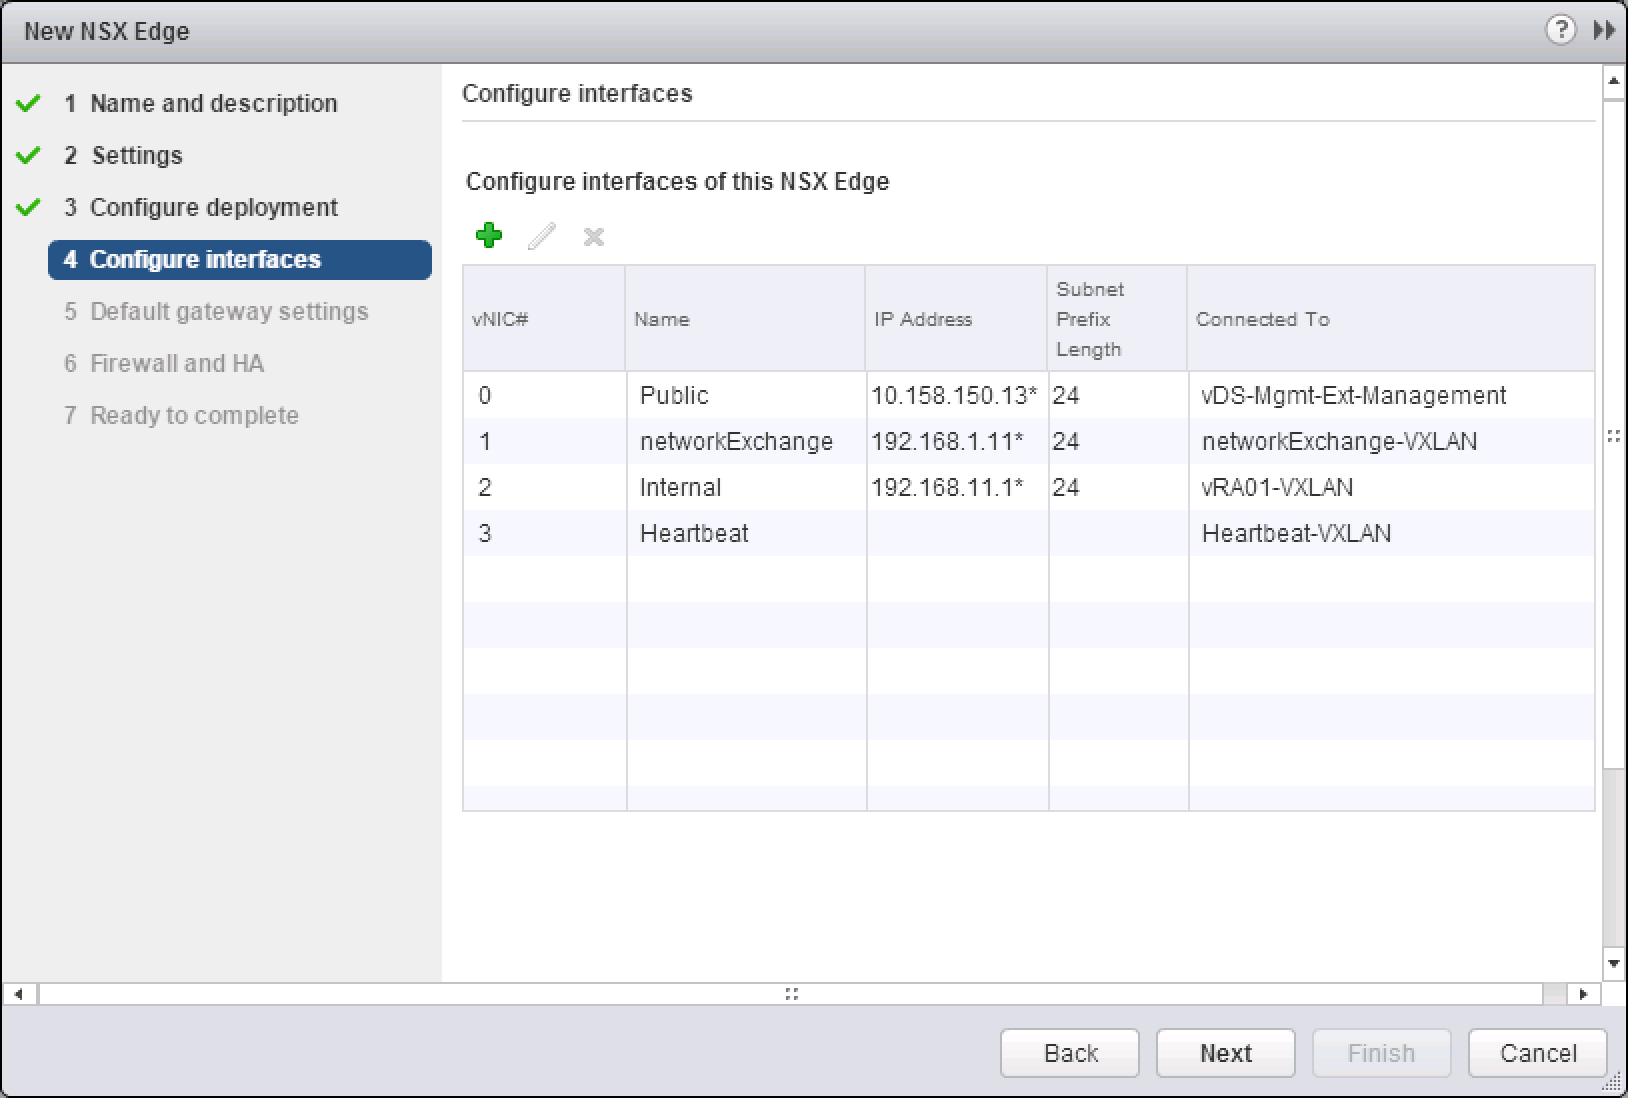 New NSX Edge
?
1 Name and description
2 Settings
3 Configure deployment
4 Configure interfaces
5 Default gateway settings
6 Firewall and HA
7 Ready to complete
Configure interfaces
Configure interfaces of this NSX Edge
vNIC# Name IP Address Subnet Prefix Length Connected To
0 Public 10.158.150.13* 24 vDS-Mgmt-Ext-Management
1 networkExchange 192.168.1.11* 24 networkExchange-VXLAN
2 Internal 192.168.11.1* 24 vRA01-VXLAN
3 Heartbeat Heartbeat-VXLAN
Back Next Finish Cancel